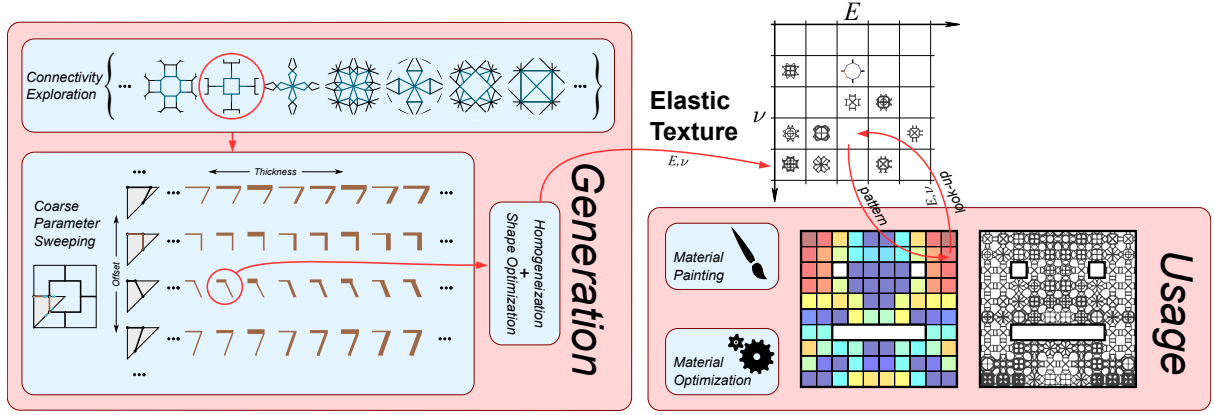 Connectivity
Exploration
Coarse
Parameter
Sweeping
Offset
Thickness
Homogeneization
+
Shape Optimization
Generation
E,ν
Elastic
Texture
E
ν
pattern
look-up
E, ν
Material
Painting
Material
Optimization
Usage